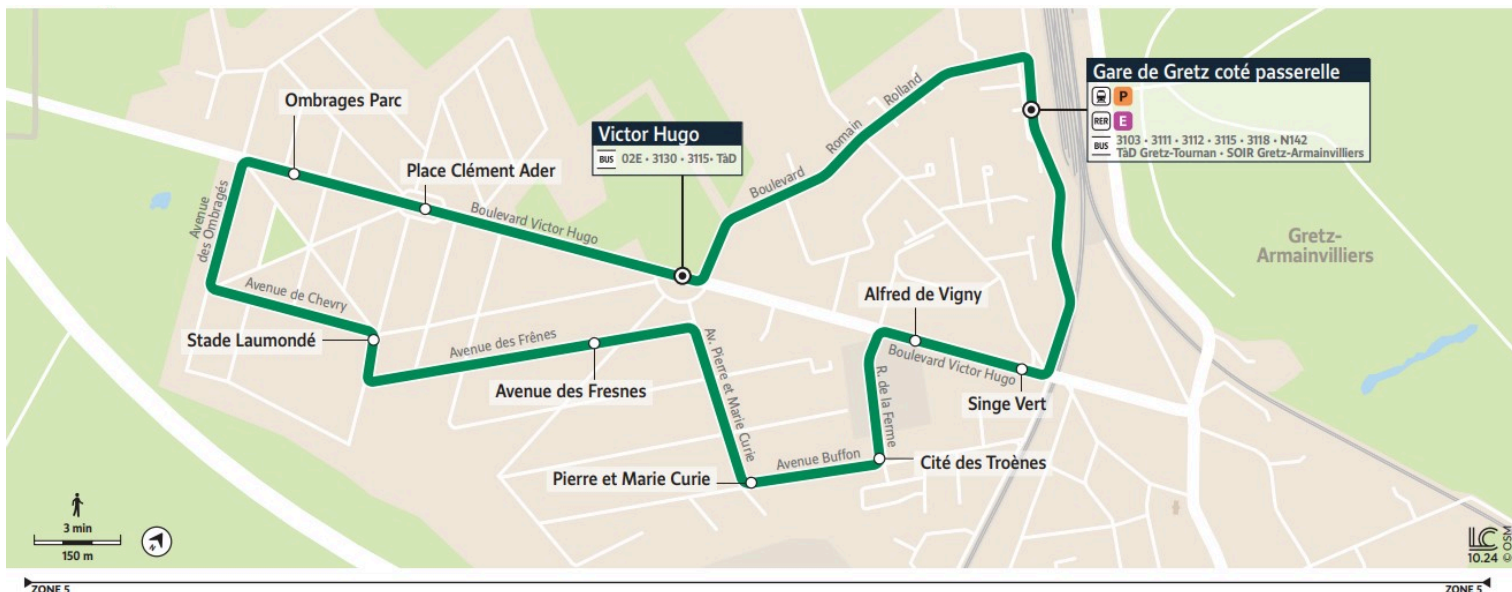 Ombrages Parc
Place Clément Ader
Victor Hugo
BUS 02E • 3130 • 3115• TàD
Gare de Gretz coté passerelle
P
RER E
BUS 3103 • 3111 • 3112 • 3115 • 3118 • N142
TàD Gretz-Tournan • SOIR Gretz-Armainvilliers
Boulevard Romain Rolland
Avenue
des Ombragés
Boulevard Victor Hugo
Gretz-
Armainvilliers
Avenue de Chevry
Stade Laumondé
Avenue des Frênes
Avenue des Fresnes
Av. Pierre et Marie Curie
Alfred de Vigny
Boulevard Victor Hugo
Singe Vert
R. de la Ferme
Avenue Buffon
Cité des Troènes
Pierre et Marie Curie
3 min
150 m
N
LC
10.24
© OSM
ZONE 5
ZONE 5